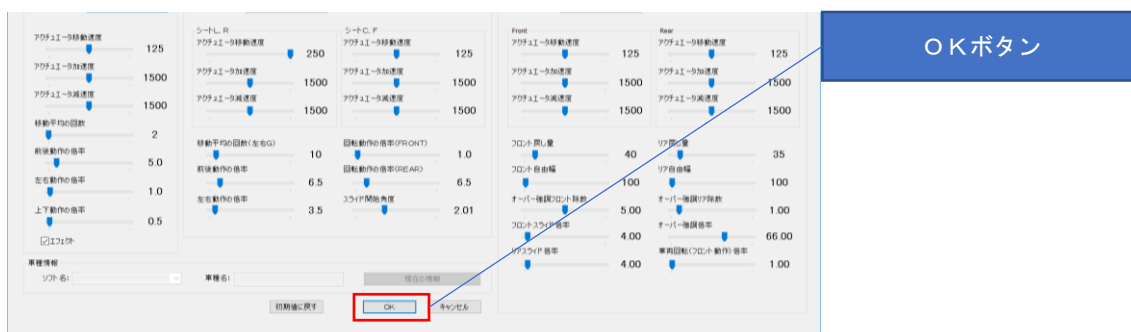 アクチュエータ移動速度
125
アクチュエータ加速度
1500
アクチュエータ減速度
1500
移動平均の回数
2
前後動作の倍率
5.0
左右動作の倍率
1.0
上下動作の倍率
0.5
エフェクト
シートL, R
アクチュエータ移動速度
250
アクチュエータ加速度
1500
アクチュエータ減速度
1500
シートC, F
アクチュエータ移動速度
125
アクチュエータ加速度
1500
アクチュエータ減速度
1500
移動平均の回数(左右G)
10
前後動作の倍率
6.5
左右動作の倍率
3.5
回転動作の倍率(FRONT)
1.0
回転動作の倍率(REAR)
6.5
スライド開始角度
2.01
Front
アクチュエータ移動速度
125
アクチュエータ加速度
1500
アクチュエータ減速度
1500
Rear
アクチュエータ移動速度
125
アクチュエータ加速度
1500
アクチュエータ減速度
1500
フロント戻し量
40
フロント自由幅
100
オーバー強調フロント除数
5.00
フロントスライド倍率
4.00
リアスライド倍率
4.00
リア戻し量
35
リア自由幅
100
オーバー強調リア除数
1.00
オーバー強調倍率
66.00
車両回転(フロント動作)倍率
1.00
車種情報
ソフト名:
車種名:
現在の情報
初期値に戻す
OK
キャンセル
OKボタン